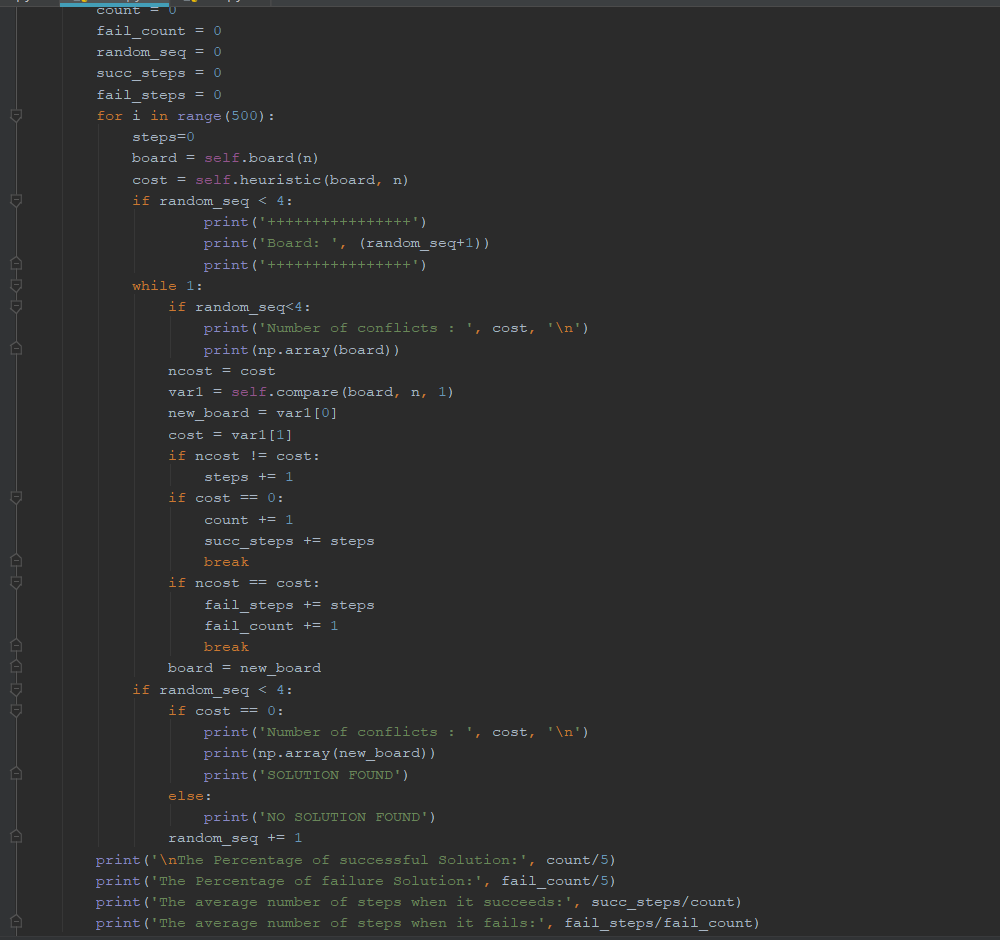 count = 0
fail_count = 0
random_seq = 0
succ_steps = 0
fail_steps = 0
for i in range(500):
steps=0
board = self.board(n)
cost = self.heuristic(board, n)
if random_seq < 4:
print('++++++++++++++++')
print('Board: ', (random_seq+1))
print('++++++++++++++++')
while 1:
if random_seq<4:
print('Number of conflicts : ', cost, '\n')
print(np.array(board))
ncost = cost
var1 = self.compare(board, n, 1)
new_board = var1[0]
cost = var1[1]
if ncost != cost:
steps += 1
if cost == 0:
count += 1
succ_steps += steps
break
if ncost == cost:
fail_steps += steps
fail_count += 1
break
board = new_board
if random_seq < 4:
if cost == 0:
print('Number of conflicts : ', cost, '\n')
print(np.array(new_board))
print('SOLUTION FOUND')
else:
print('NO SOLUTION FOUND')
random_seq += 1
print('\nThe Percentage of successful Solution:', count/5)
print('The Percentage of failure Solution:', fail_count/5)
print('The average number of steps when it succeeds:', succ_steps/count)
print('The average number of steps when it fails:', fail_steps/fail_count)